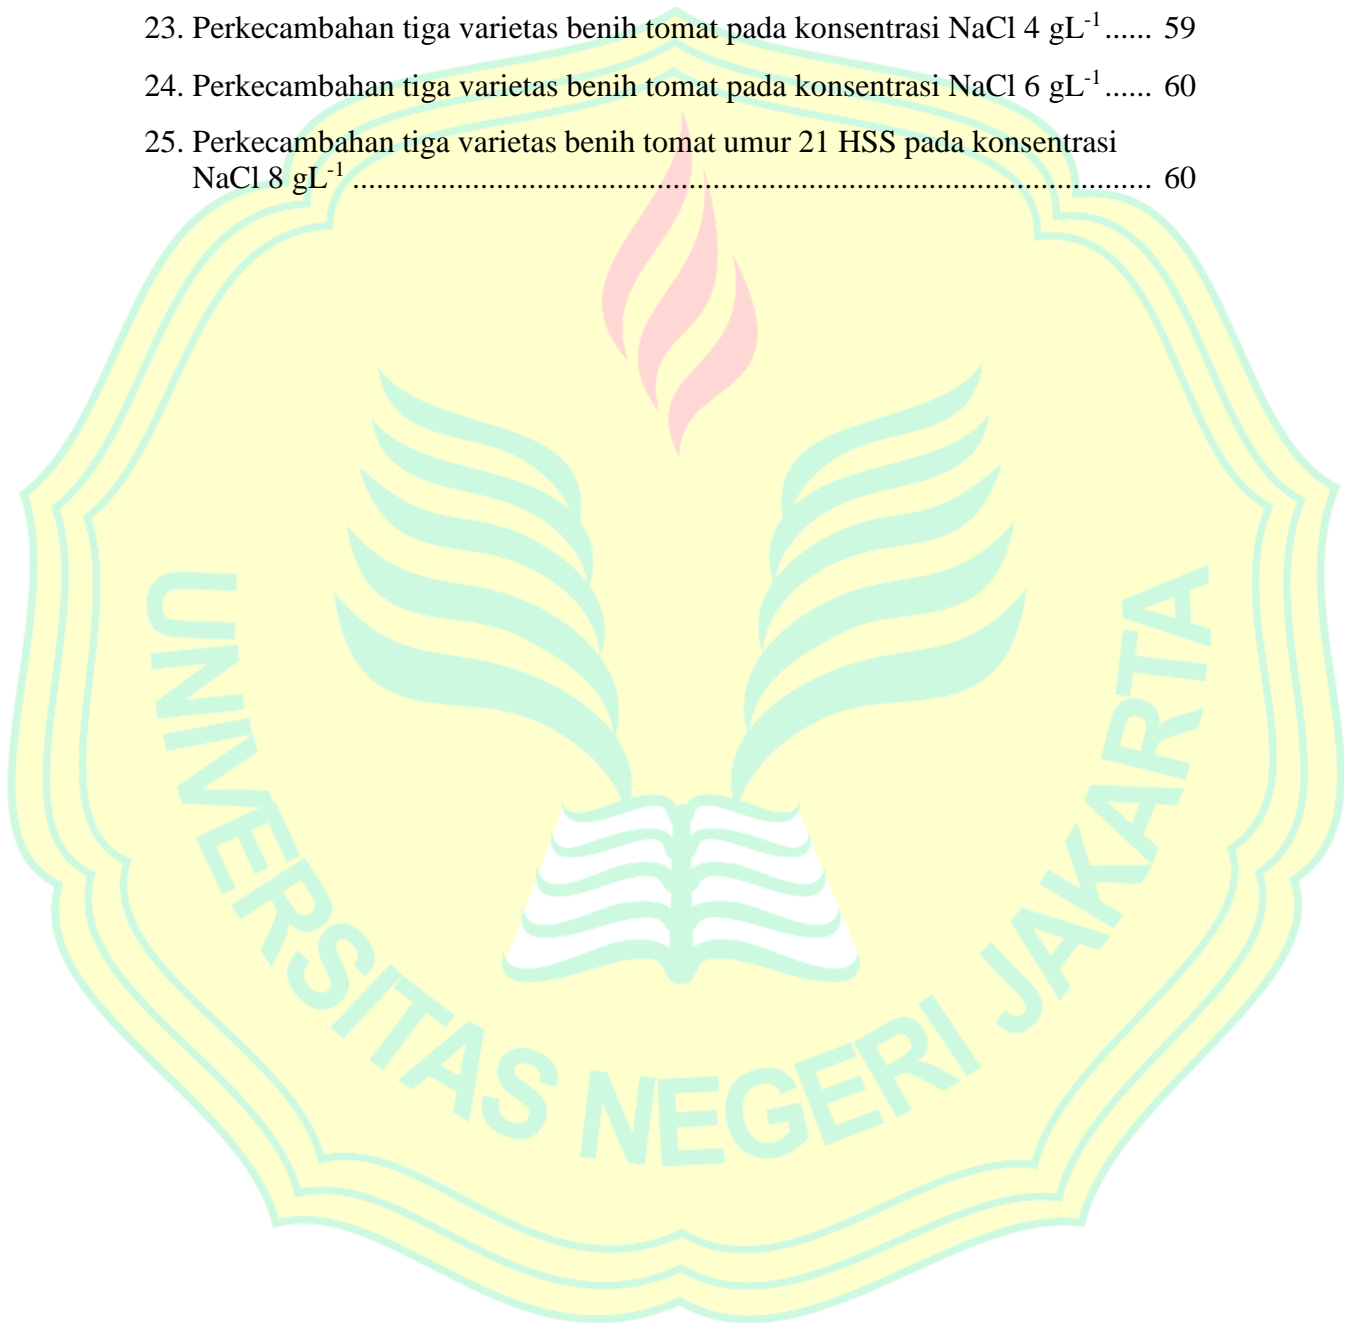 23. Perkecambahan tiga varietas benih tomat pada konsentrasi NaCl 4 gL⁻¹ ...... 59
24. Perkecambahan tiga varietas benih tomat pada konsentrasi NaCl 6 gL⁻¹ ...... 60
25. Perkecambahan tiga varietas benih tomat umur 21 HSS pada konsentrasi
NaCl 8 gL⁻¹ .................................................................................................... 60
UNIVERSITAS NEGERI JAKARTA